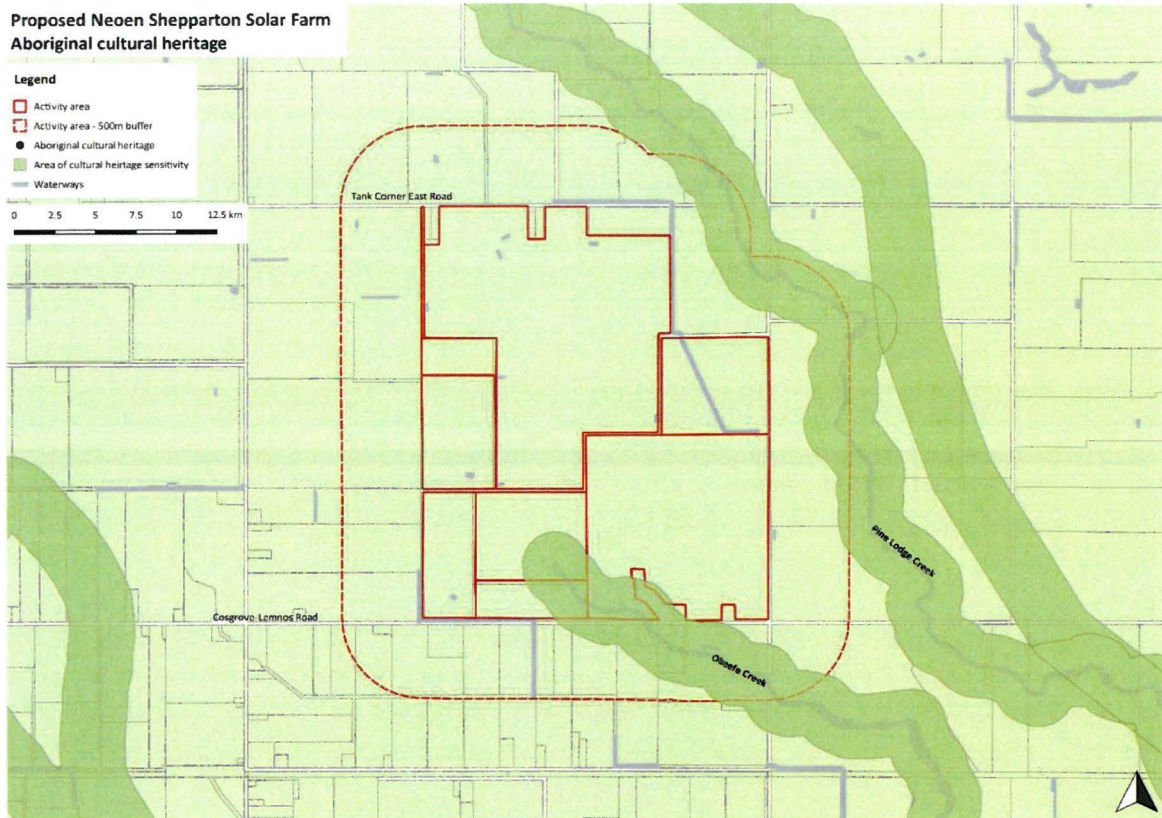 Proposed Neoen Shepparton Solar Farm
Aboriginal cultural heritage
Legend
Activity area
Activity area - 500m buffer
Aboriginal cultural heritage
Area of cultural heirtage sensitivity
Waterways
0 2.5 5 7.5 10 12.5 km
Tank Corner East Road
Pine Lodge Creek
Cosgrove-Lemnos Road
Okeefe Creek